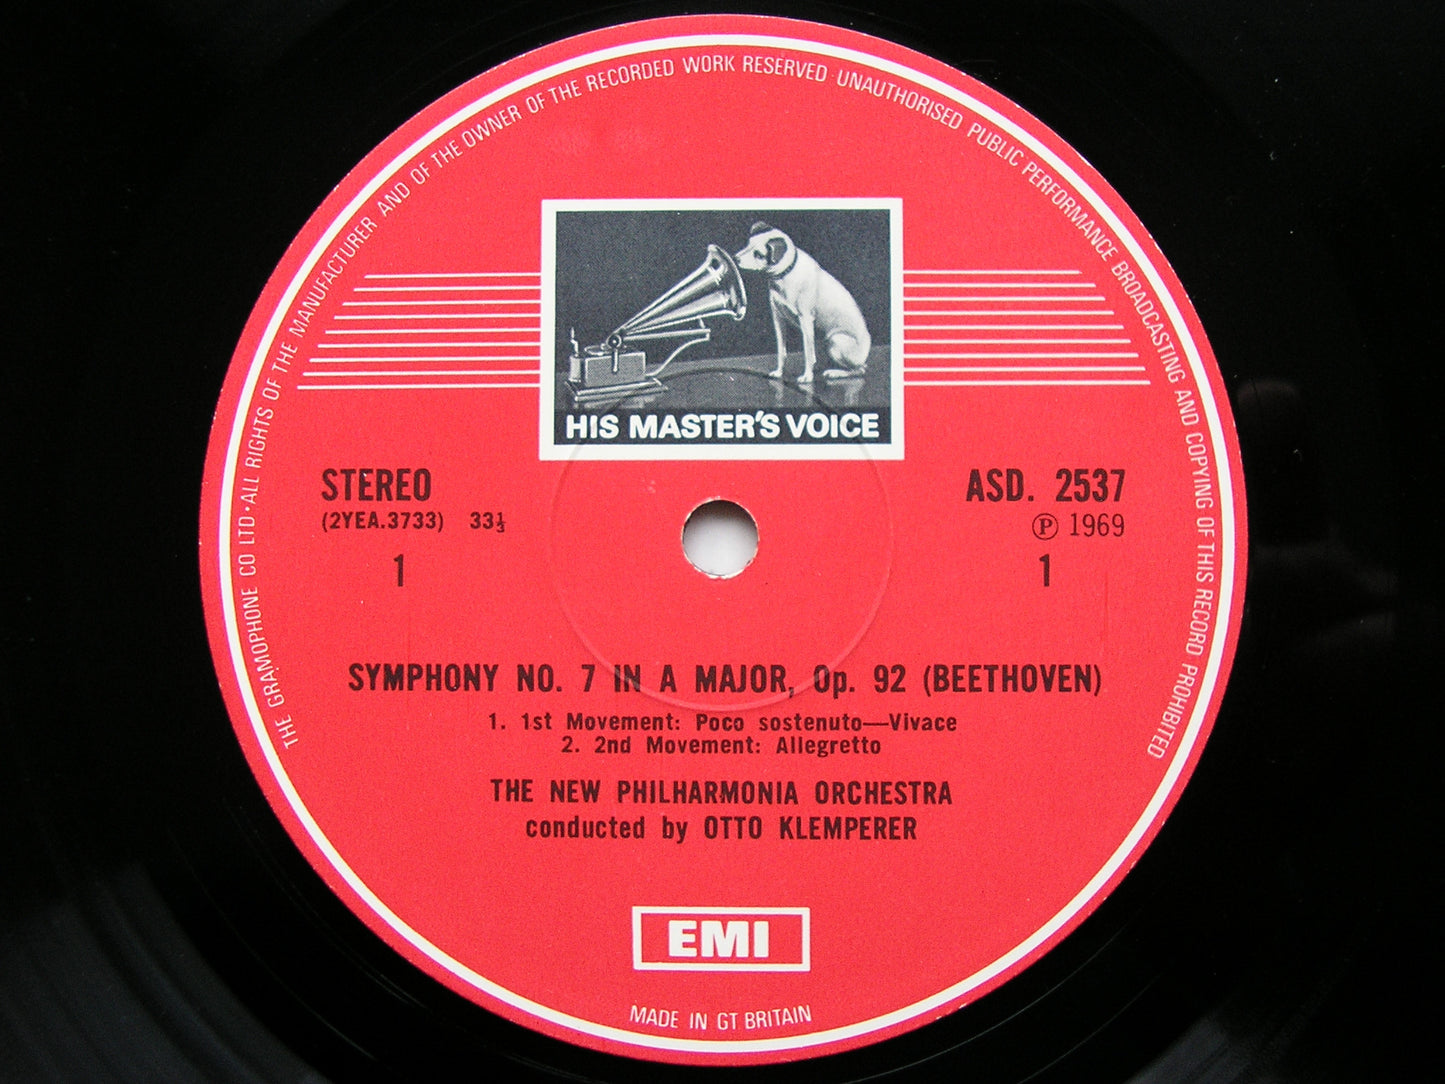 THE GRAMOPHONE CO LTD · ALL RIGHTS OF THE MANUFACTURER AND OF THE OWNER OF THE RECORDED WORK RESERVED · UNAUTHORISED PUBLIC PERFORMANCE BROADCASTING AND COPYING OF THIS RECORD PROHIBITED
HIS MASTER'S VOICE
STEREO ASD. 2537
(2YEA.3733) 33⅓ ℗ 1969
1 1
SYMPHONY NO. 7 IN A MAJOR, Op. 92 (BEETHOVEN)
1. 1st Movement: Poco sostenuto—Vivace
2. 2nd Movement: Allegretto
THE NEW PHILHARMONIA ORCHESTRA
conducted by OTTO KLEMPERER
EMI
MADE IN GT BRITAIN